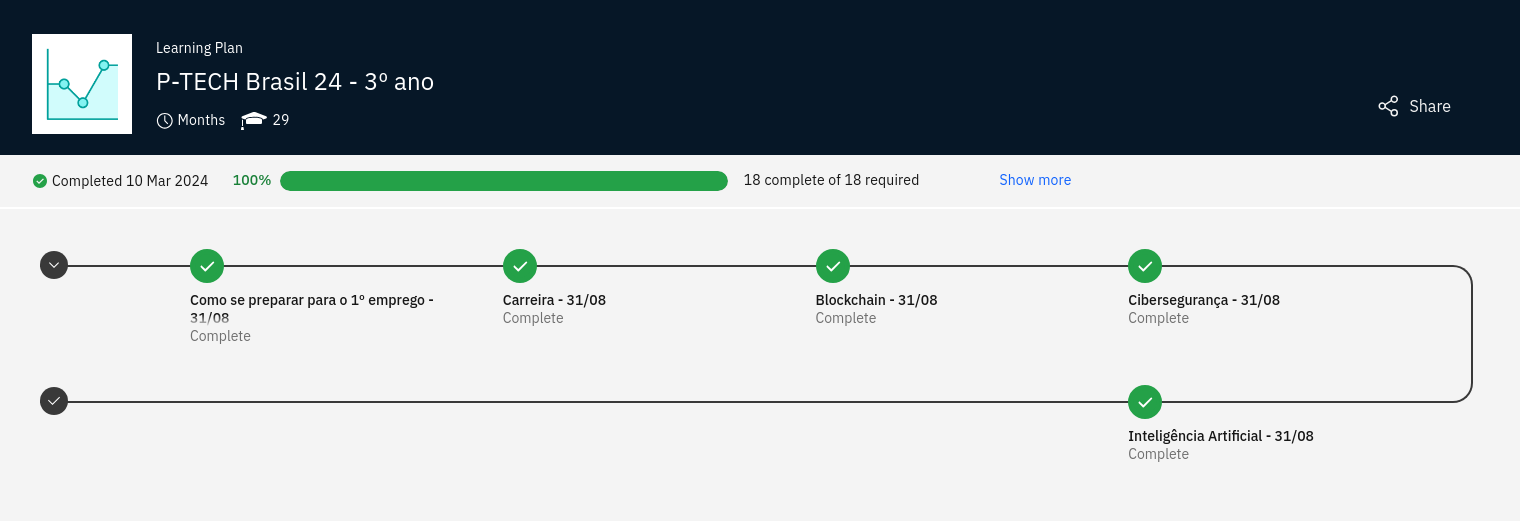 Learning Plan
P-TECH Brasil 24 - 3º ano
Months 29
Share
Completed 10 Mar 2024 100% 18 complete of 18 required Show more
Como se preparar para o 1º emprego -
31/08
Complete
Carreira - 31/08
Complete
Blockchain - 31/08
Complete
Cibersegurança - 31/08
Complete
Inteligência Artificial - 31/08
Complete